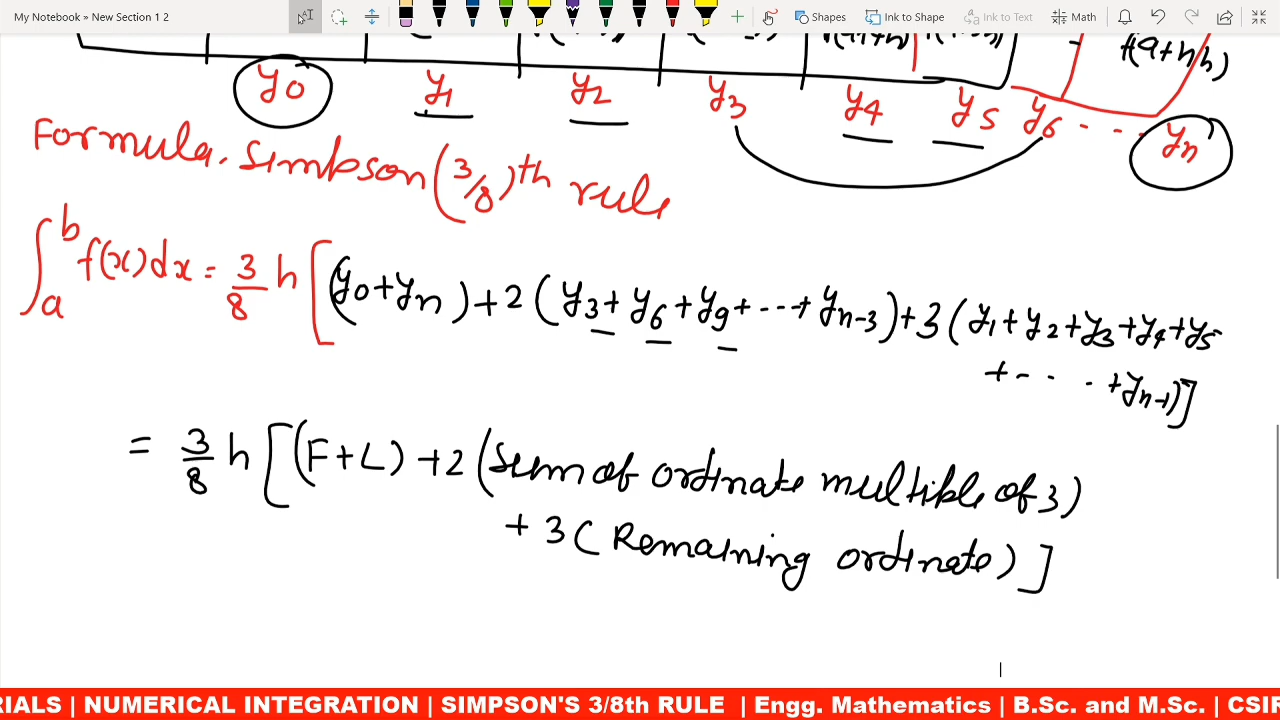 My Notebook » New Section 1 2
Shapes Ink to Shape Ink to Text Math
f(a+nh)
y0 y1 y2 y3 y4 y5 y6 . . . . yn
Formula. Simpson (3/8)th rule
∫_a^b f(x)dx = 3/8 h [(y0+yn)+2(y3+y6+y9+---+yn-3)+3(y1+y2+y3+y4+y5
+- . . . +yn-1)]
= 3/8 h [(F+L)+2(Sum of ordinate multiple of 3)
+ 3(Remaining ordinate)]
RIALS | NUMERICAL INTEGRATION | SIMPSON'S 3/8th RULE | Engg. Mathematics | B.Sc. and M.Sc. | CSIR